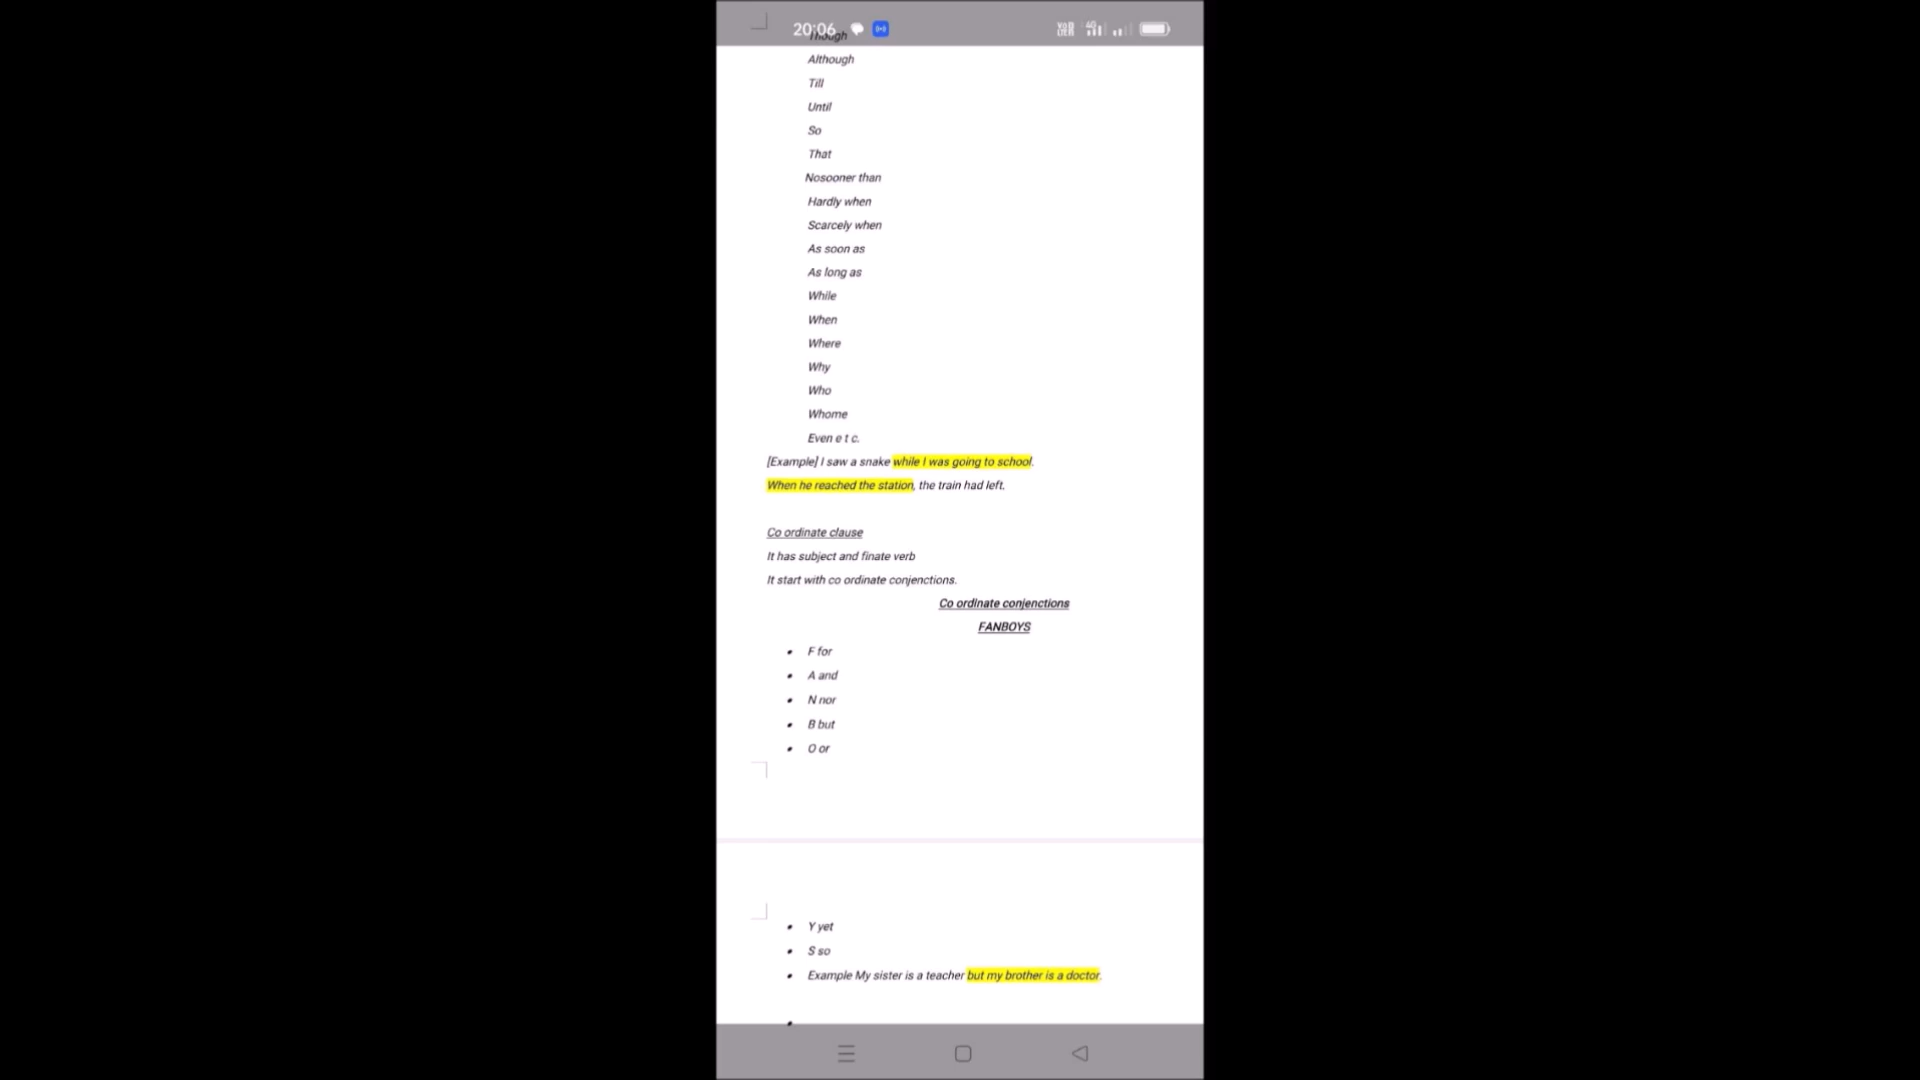 20:06
Though
Although
Till
Until
So
That
Nosooner than
Hardly when
Scarcely when
As soon as
As long as
While
When
Where
Why
Who
Whome
Even e t c.
[Example] I saw a snake while I was going to school.
When he reached the station, the train had left.
Co ordinate clause
It has subject and finate verb
It start with co ordinate conjenctions.
Co ordinate conjenctions
FANBOYS
• F for
• A and
• N nor
• B but
• O or
• Y yet
• S so
• Example My sister is a teacher but my brother is a doctor.
•